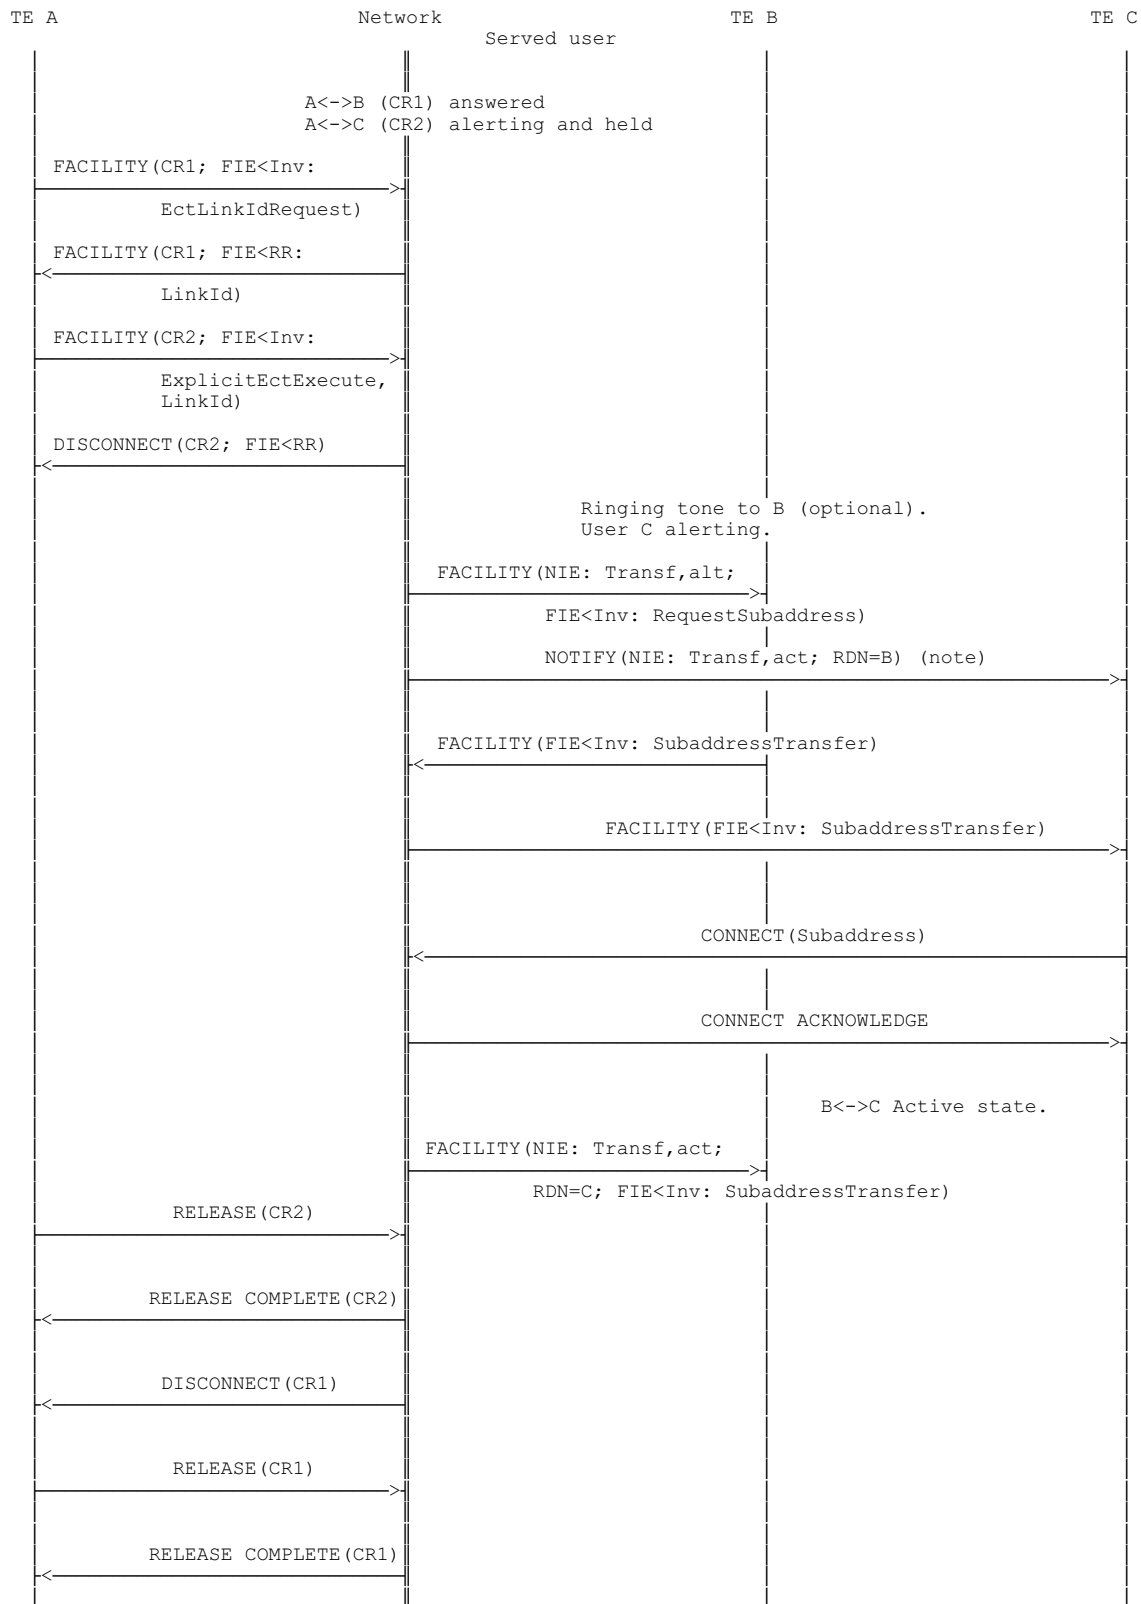 TE A Network TE B TE C
Served user
A<->B (CR1) answered
A<->C (CR2) alerting and held
FACILITY(CR1; FIE<Inv:
EctLinkIdRequest)
FACILITY(CR1; FIE<RR:
LinkId)
FACILITY(CR2; FIE<Inv:
ExplicitEctExecute,
LinkId)
DISCONNECT(CR2; FIE<RR)
Ringing tone to B (optional).
User C alerting.
FACILITY(NIE: Transf,alt;
FIE<Inv: RequestSubaddress)
NOTIFY(NIE: Transf,act; RDN=B) (note)
FACILITY(FIE<Inv: SubaddressTransfer)
FACILITY(FIE<Inv: SubaddressTransfer)
CONNECT(Subaddress)
CONNECT ACKNOWLEDGE
B<->C Active state.
FACILITY(NIE: Transf,act;
RDN=C; FIE<Inv: SubaddressTransfer)
RELEASE(CR2)
RELEASE COMPLETE(CR2)
DISCONNECT(CR1)
RELEASE(CR1)
RELEASE COMPLETE(CR1)